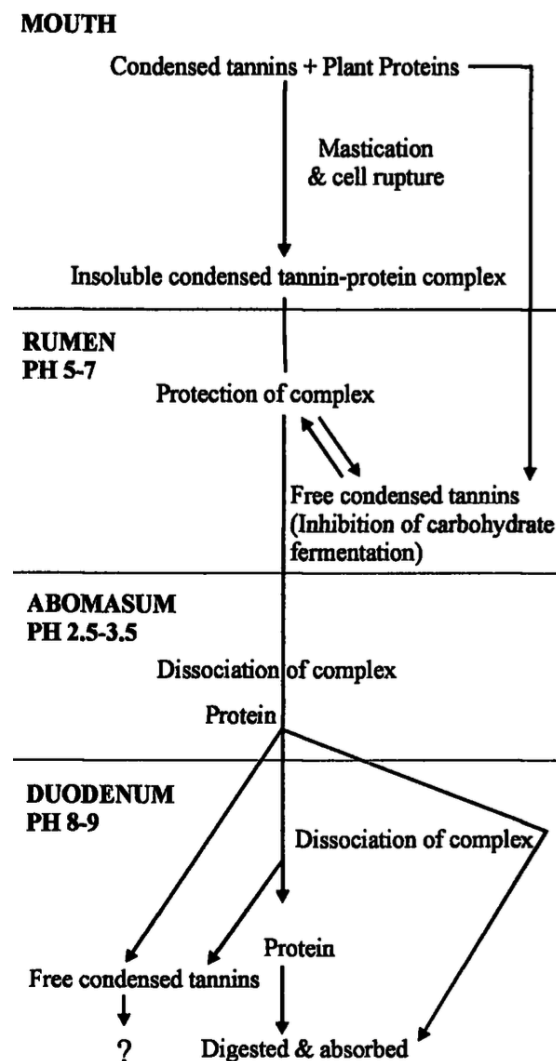 MOUTH
Condensed tannins + Plant Proteins
Mastication
& cell rupture
Insoluble condensed tannin-protein complex
RUMEN
PH 5-7
Protection of complex
Free condensed tannins
(Inhibition of carbohydrate
fermentation)
ABOMASUM
PH 2.5-3.5
Dissociation of complex
Protein
DUODENUM
PH 8-9
Dissociation of complex
Protein
Free condensed tannins
?
Digested & absorbed